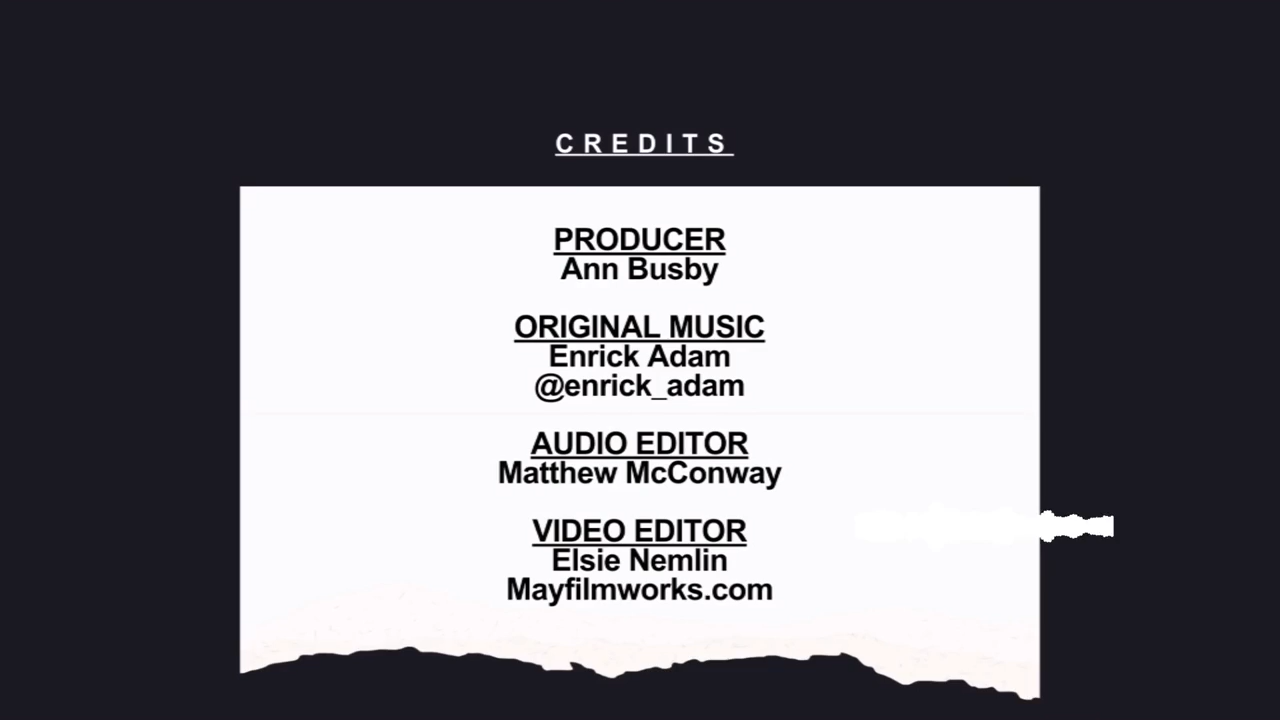 CREDITS
PRODUCER
Ann Busby
ORIGINAL MUSIC
Enrick Adam
@enrick_adam
AUDIO EDITOR
Matthew McConway
VIDEO EDITOR
Elsie Nemlin
Mayfilmworks.com